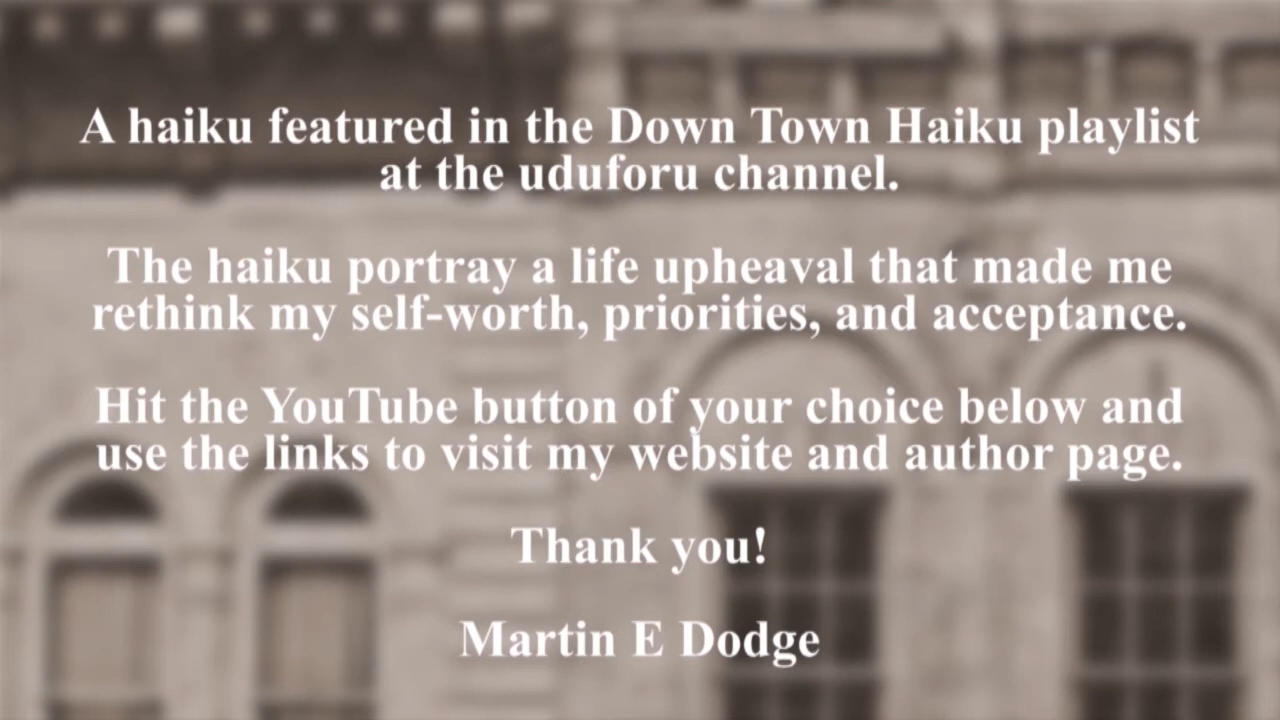 A haiku featured in the Down Town Haiku playlist
at the uduforu channel.
The haiku portray a life upheaval that made me
rethink my self-worth, priorities, and acceptance.
Hit the YouTube button of your choice below and
use the links to visit my website and author page.
Thank you!
Martin E Dodge